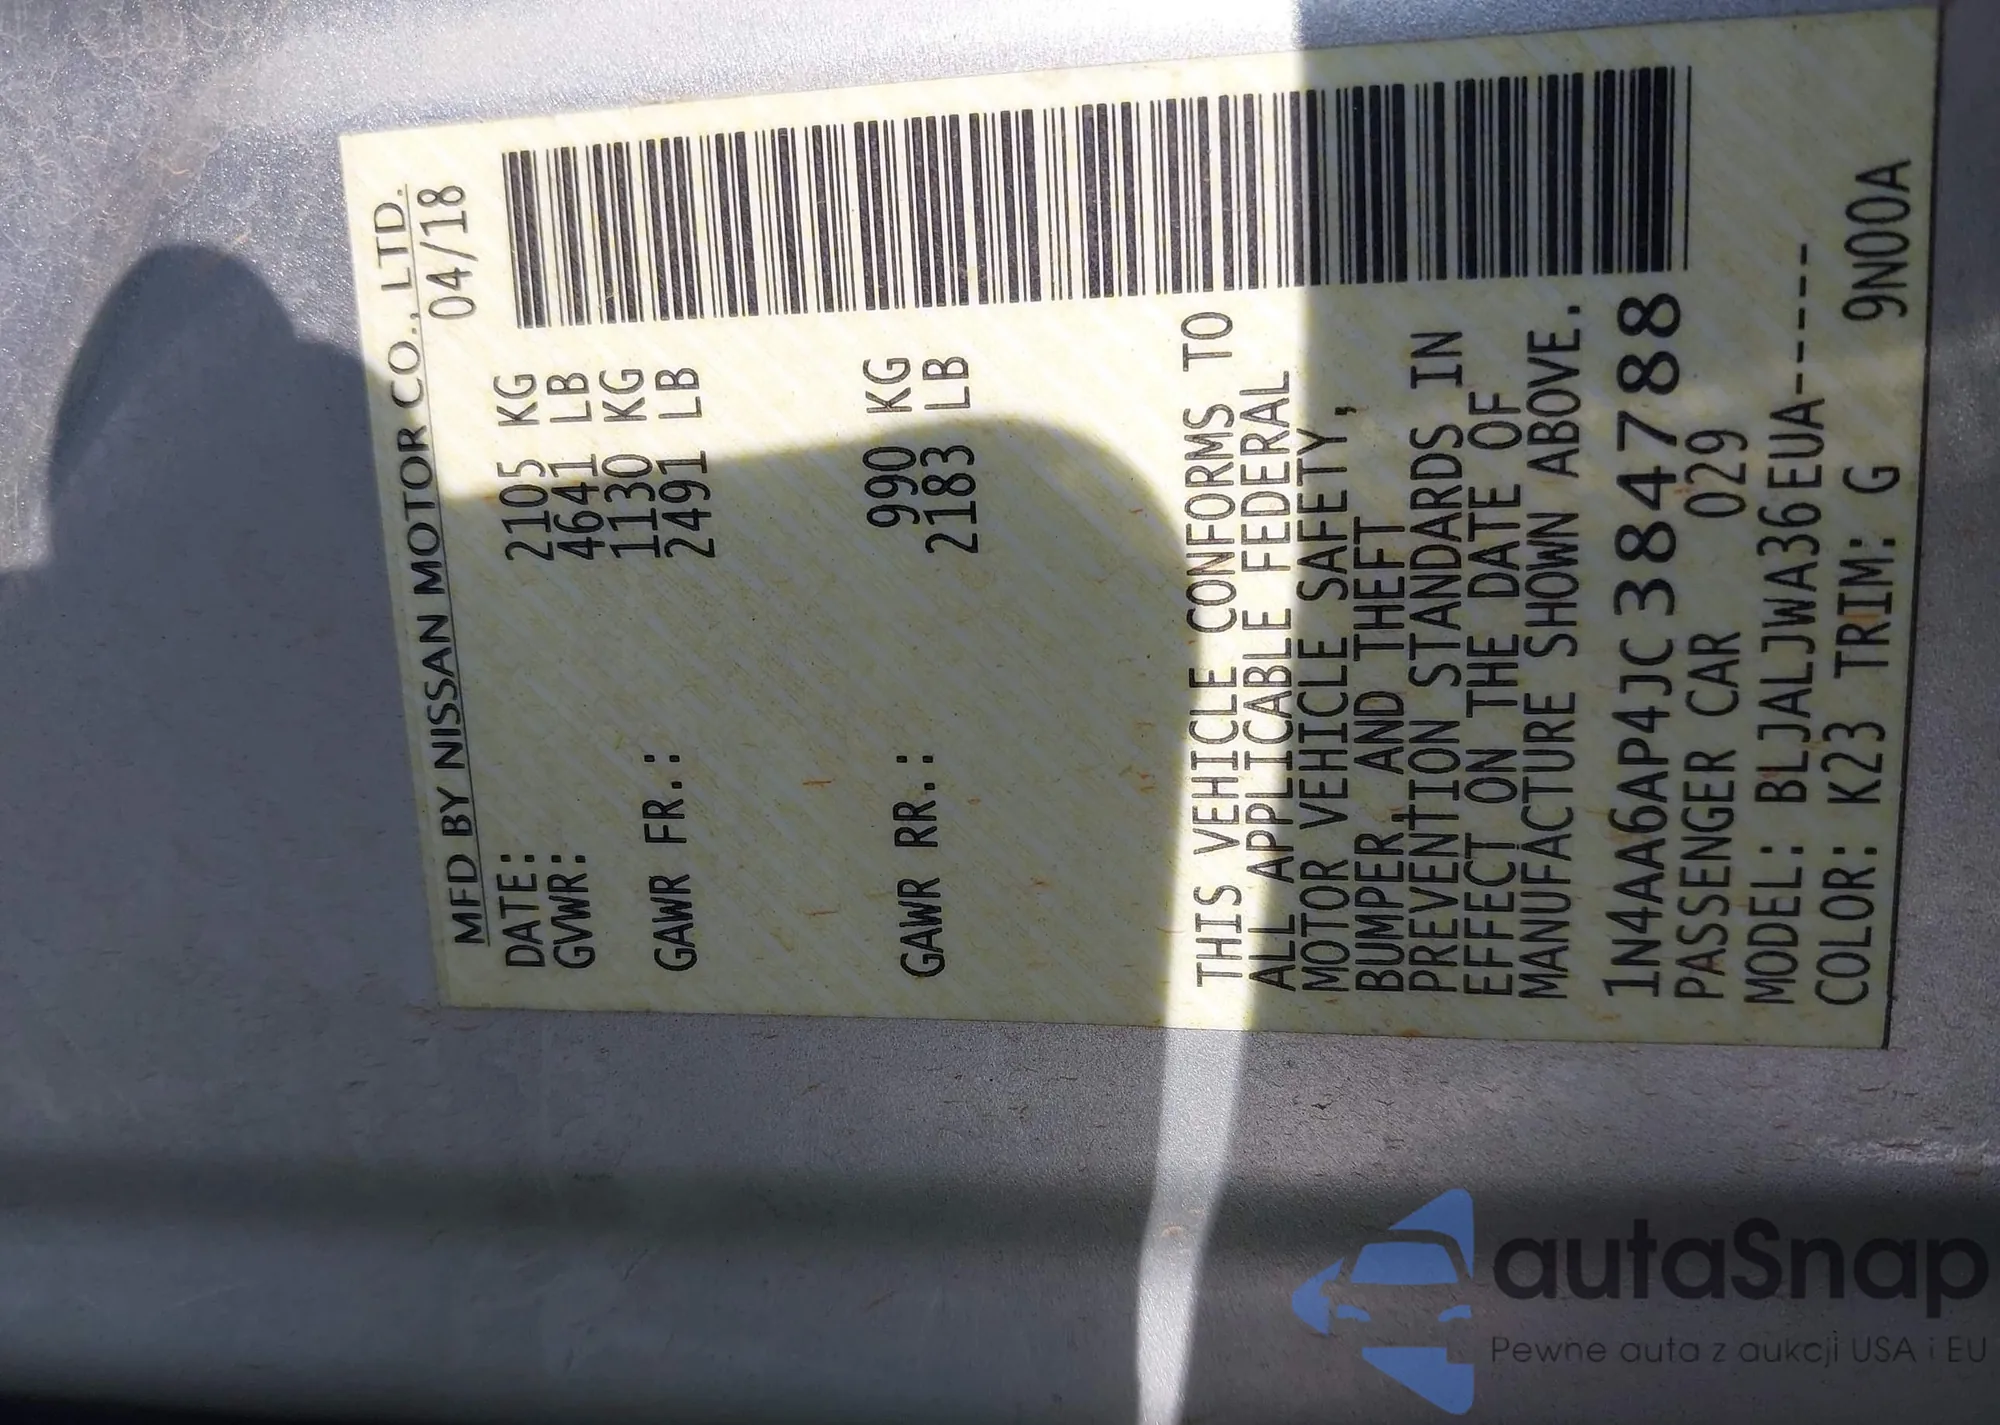 MFD BY NISSAN MOTOR CO., LTD.
DATE: 04/18
GVWR: 2105 KG
4641 LB
GAWR FR.: 1130 KG
2491 LB
GAWR RR.: 990 KG
2183 LB
THIS VEHICLE CONFORMS TO
ALL APPLICABLE FEDERAL
MOTOR VEHICLE SAFETY,
BUMPER, AND THEFT
PREVENTION STANDARDS IN
EFFECT ON THE DATE OF
MANUFACTURE SHOWN ABOVE.
1N4AA6AP4JC384788
PASSENGER CAR 029
MODEL: BLJALJWA36EUA-----
COLOR: K23 TRIM: G 9N00A
autaSnap
Pewne auta z aukcji USA i EU